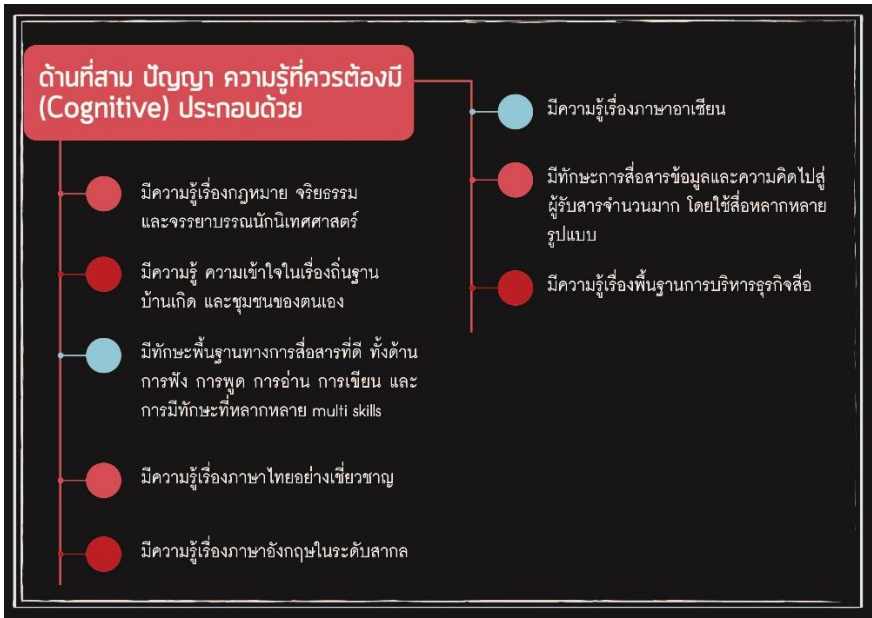 ด้านที่สาม ปัญญา ความรู้ที่ควรต้องมี
(Cognitive) ประกอบด้วย
มีความรู้เรื่องกฎหมาย จริยธรรม
และจรรยาบรรณนักนิเทศศาสตร์
มีความรู้ ความเข้าใจในเรื่องถิ่นฐาน
บ้านเกิด และชุมชนของตนเอง
มีทักษะพื้นฐานทางการสื่อสารที่ดี ทั้งด้าน
การฟัง การพูด การอ่าน การเขียน และ
การมีทักษะที่หลากหลาย multi skills
มีความรู้เรื่องภาษาไทยอย่างเชี่ยวชาญ
มีความรู้เรื่องภาษาอังกฤษในระดับสากล
มีความรู้เรื่องภาษาอาเซียน
มีทักษะการสื่อสารข้อมูลและความคิดไปสู่
ผู้รับสารจำนวนมาก โดยใช้สื่อหลากหลาย
รูปแบบ
มีความรู้เรื่องพื้นฐานการบริหารธุรกิจสื่อ